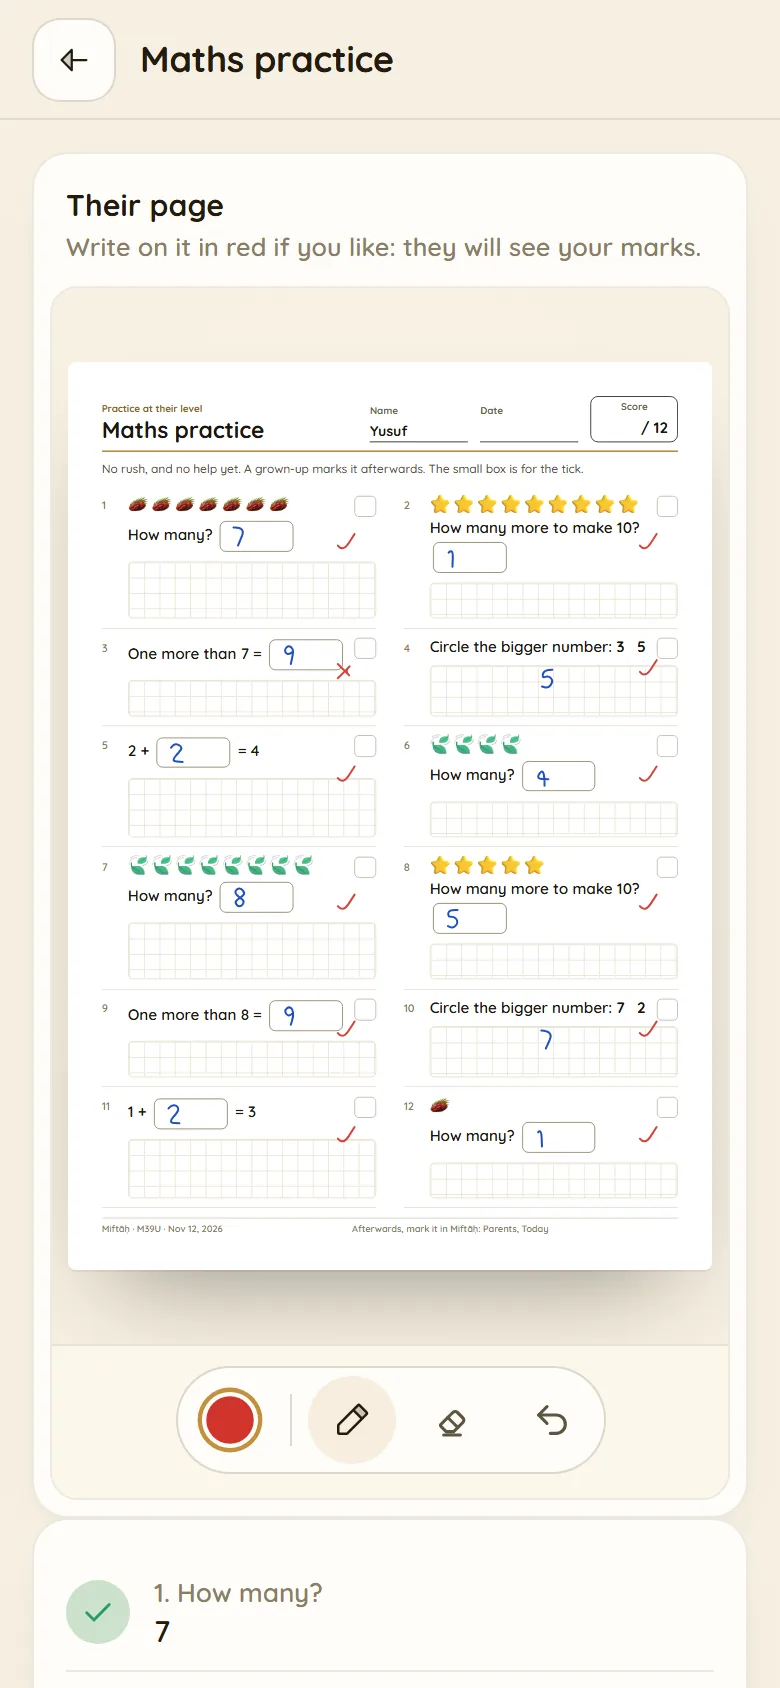 Maths practice
Their page
Write on it in red if you like: they will see your marks.
Practice at their level
Maths practice
Name
Yusuf
Date
Score
/ 12
No rush, and no help yet. A grown-up marks it afterwards. The small box is for the tick.
1
How many? 7
2
How many more to make 10?
1
3 One more than 7 = 9
4 Circle the bigger number: 3 5
5
5 2 + 2 = 4
6
How many? 4
7
How many? 8
8
How many more to make 10?
5
9 One more than 8 = 9
10 Circle the bigger number: 7 2
7
11 1 + 2 = 3
12
How many? 1
Miftāḥ · M39U · Nov 12, 2026
Afterwards, mark it in Miftāḥ: Parents, Today
1. How many?
7